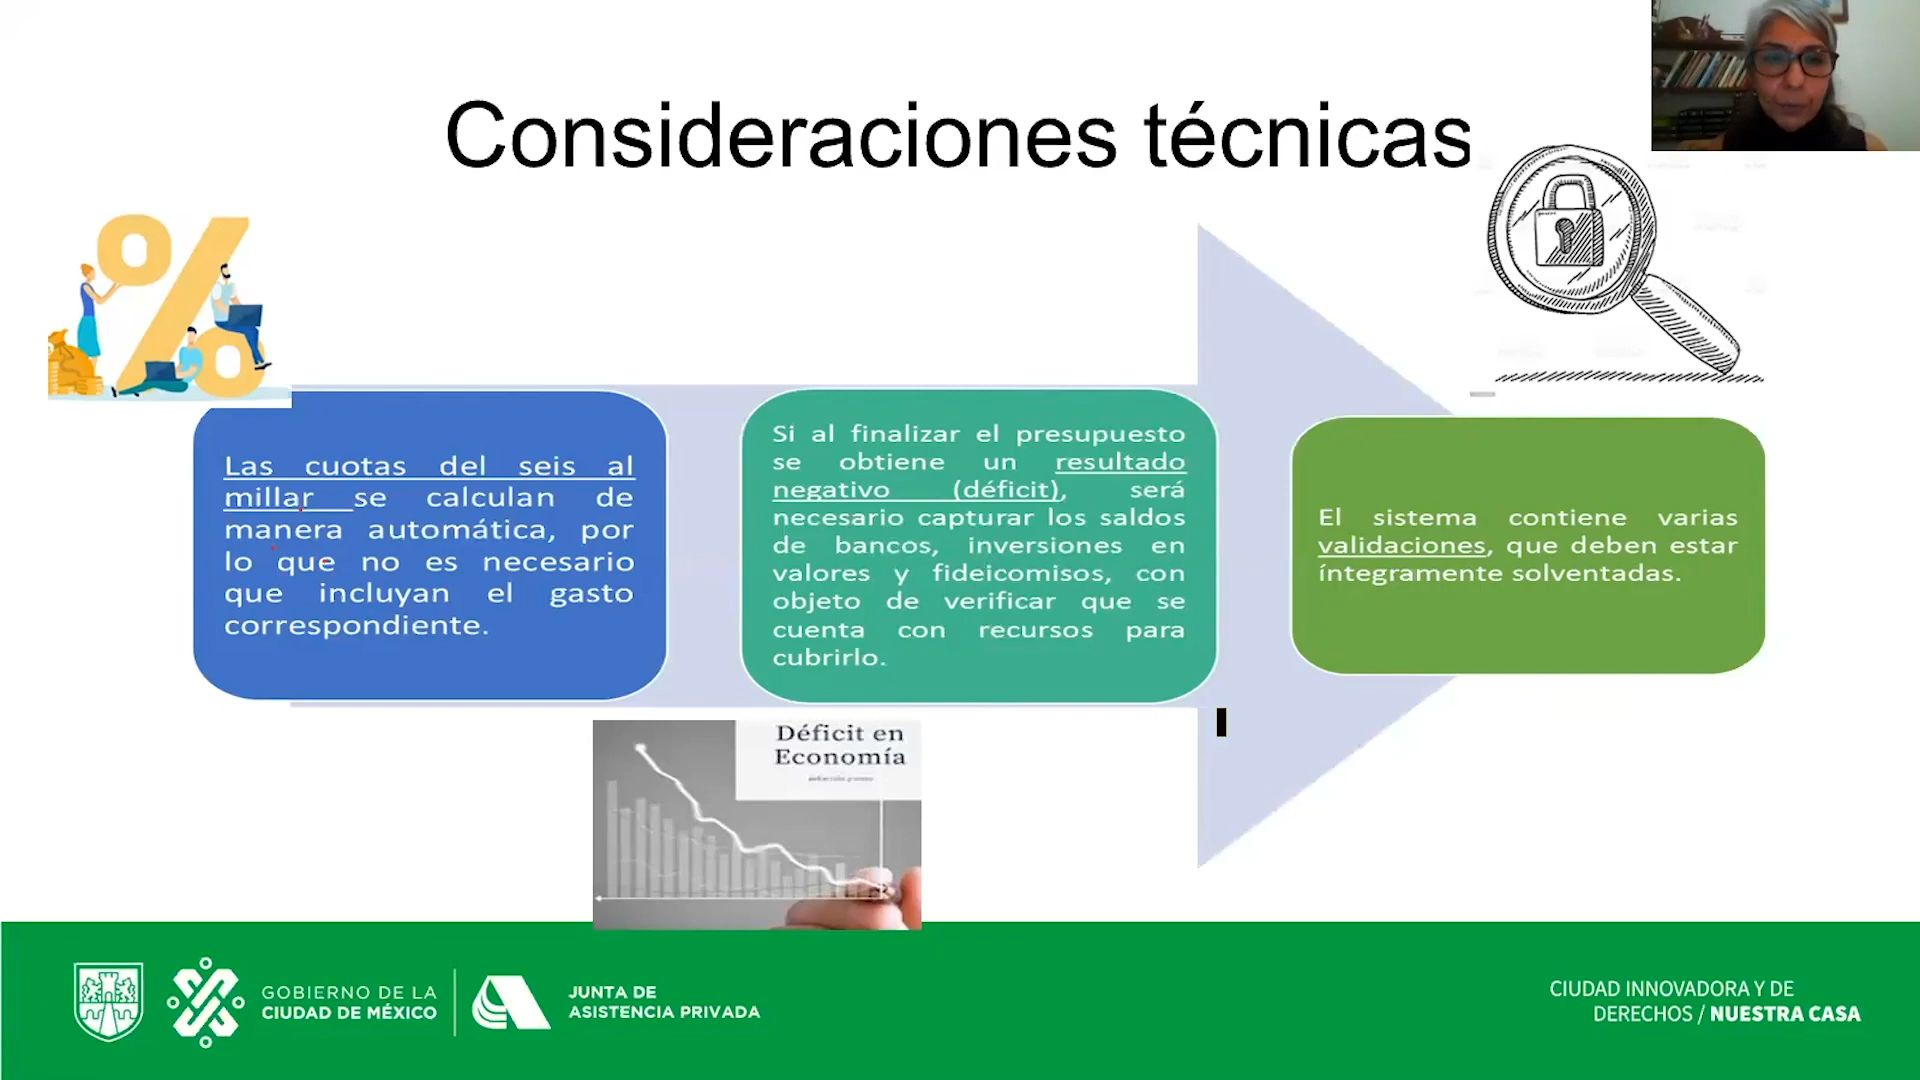 Consideraciones técnicas
Las cuotas del seis al
millar se calculan de
manera automática, por
lo que no es necesario
que incluyan el gasto
correspondiente.
Si al finalizar el presupuesto
se obtiene un resultado
negativo (déficit), será
necesario capturar los saldos
de bancos, inversiones en
valores y fideicomisos, con
objeto de verificar que se
cuenta con recursos para
cubrirlo.
El sistema contiene varias
validaciones, que deben estar
íntegramente solventadas.
Déficit en
Economía
GOBIERNO DE LA
CIUDAD DE MÉXICO
JUNTA DE
ASISTENCIA PRIVADA
CIUDAD INNOVADORA Y DE
DERECHOS / NUESTRA CASA